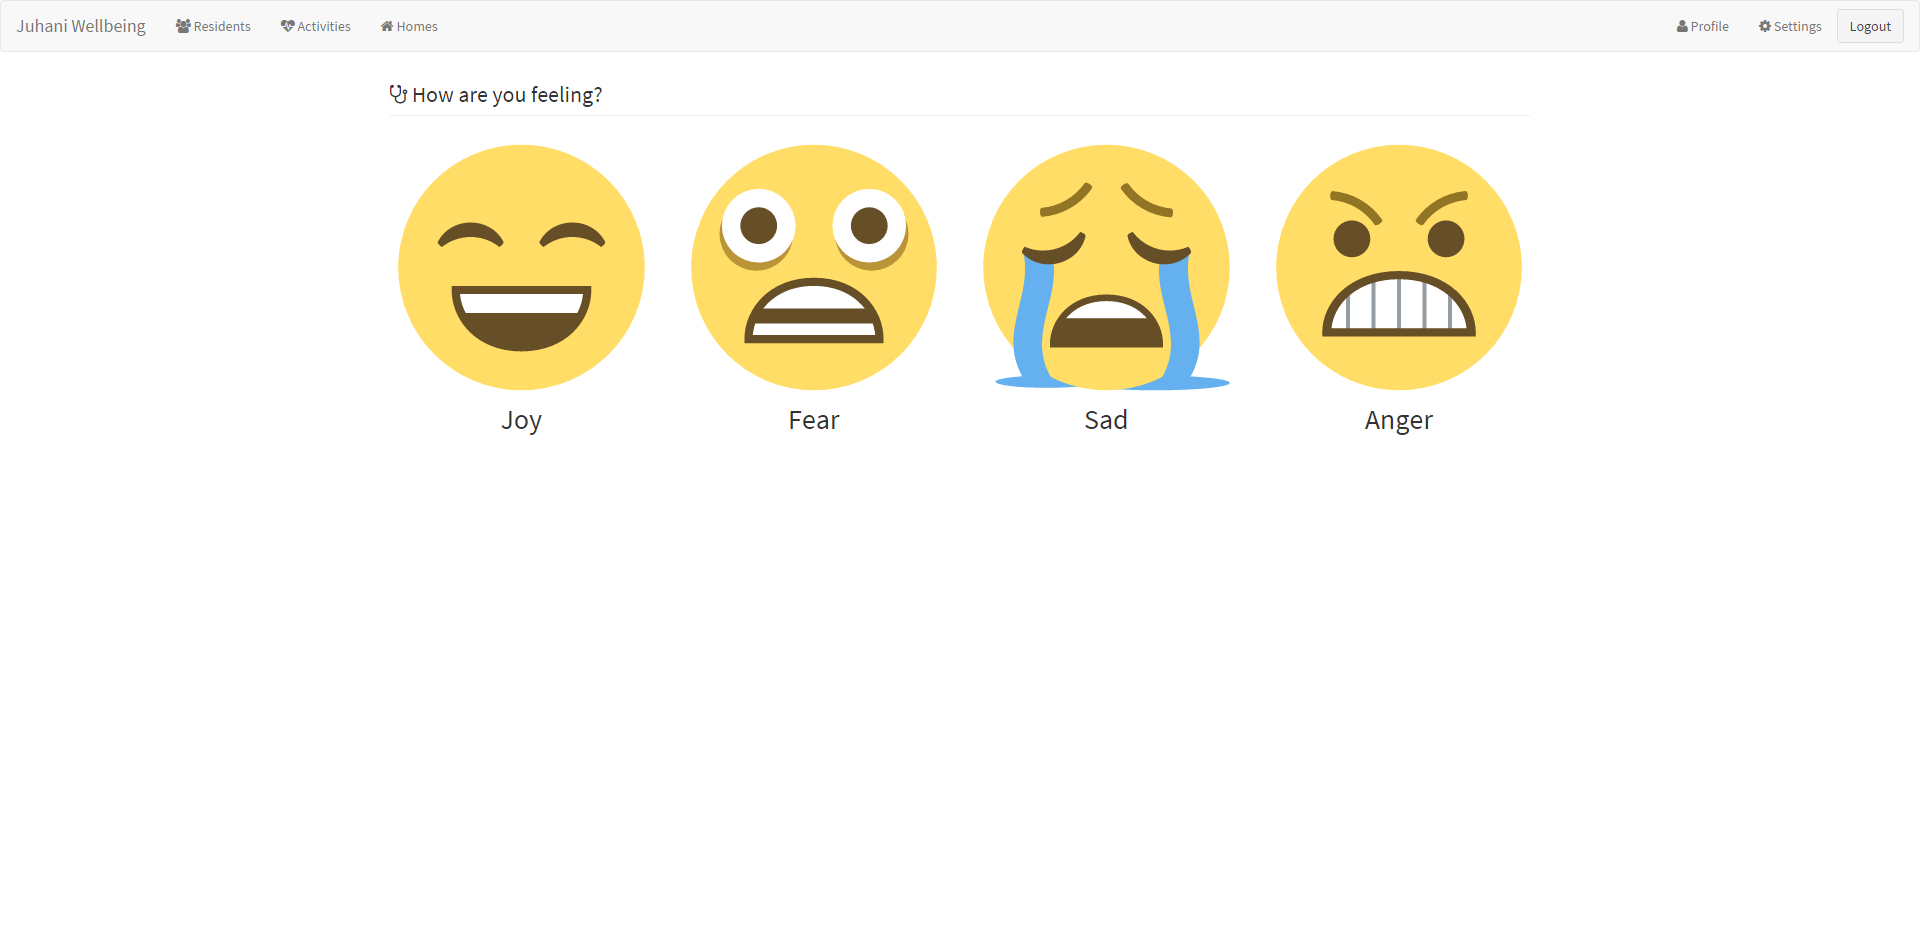 Juhani Wellbeing Residents Activities Homes Profile Settings Logout
How are you feeling?
Joy Fear Sad Anger